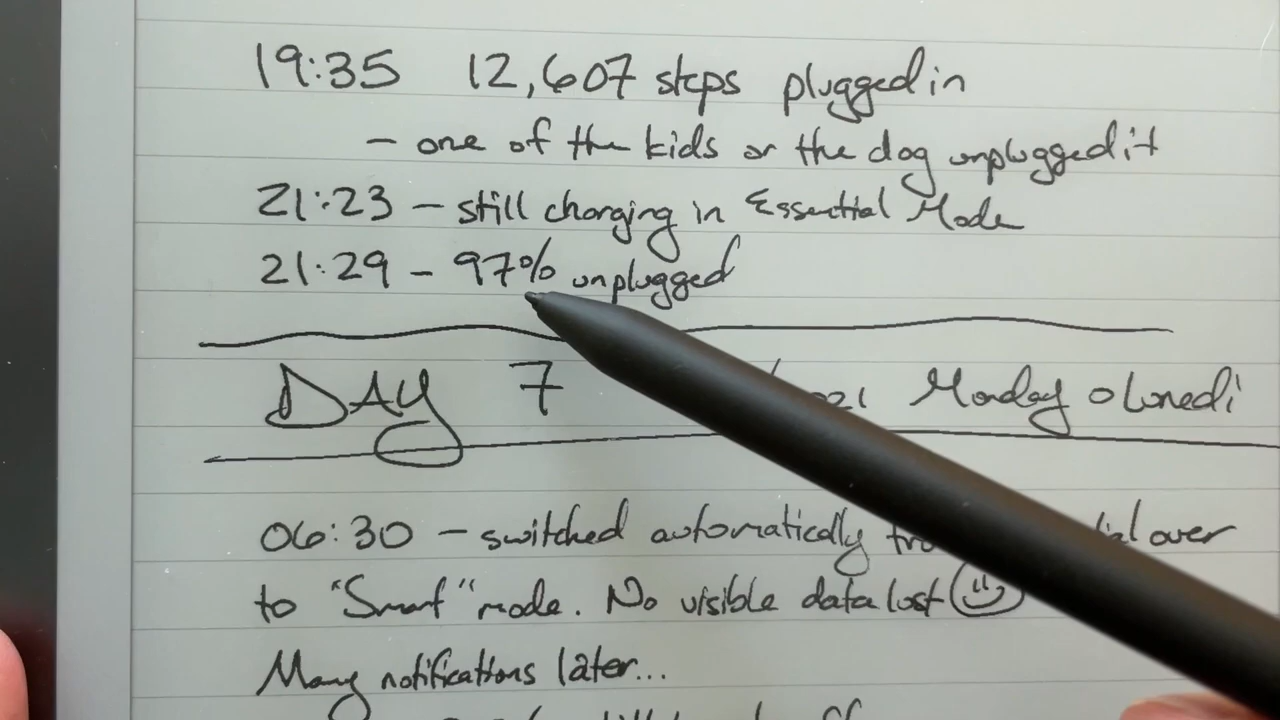 19:35 12,607 steps plugged in
- one of the kids or the dog unplugged it
21:23 - still charging in Essential Mode
21:29 - 97% unplugged
DAY 7 Monday o lunedi
06:30 - switched automatically over
to "Smart" mode. No visible data lost
Many notifications later...